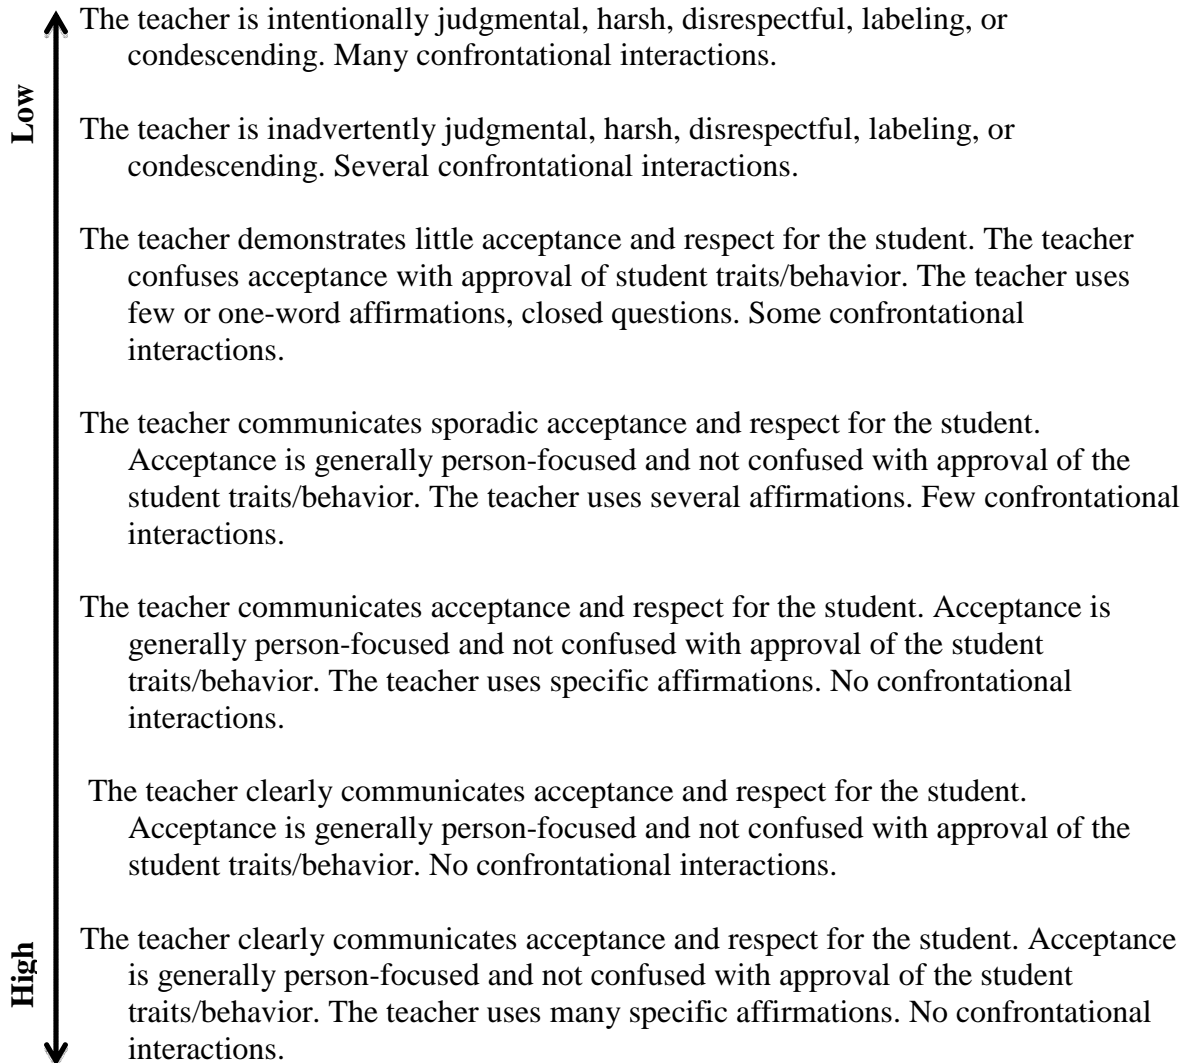 The teacher is intentionally judgmental, harsh, disrespectful, labeling, or
condescending. Many confrontational interactions.
Low
The teacher is inadvertently judgmental, harsh, disrespectful, labeling, or
condescending. Several confrontational interactions.
The teacher demonstrates little acceptance and respect for the student. The teacher
confuses acceptance with approval of student traits/behavior. The teacher uses
few or one-word affirmations, closed questions. Some confrontational
interactions.
The teacher communicates sporadic acceptance and respect for the student.
Acceptance is generally person-focused and not confused with approval of the
student traits/behavior. The teacher uses several affirmations. Few confrontational
interactions.
The teacher communicates acceptance and respect for the student. Acceptance is
generally person-focused and not confused with approval of the student
traits/behavior. The teacher uses specific affirmations. No confrontational
interactions.
The teacher clearly communicates acceptance and respect for the student.
Acceptance is generally person-focused and not confused with approval of the
student traits/behavior. No confrontational interactions.
High
The teacher clearly communicates acceptance and respect for the student. Acceptance
is generally person-focused and not confused with approval of the student
traits/behavior. The teacher uses many specific affirmations. No confrontational
interactions.